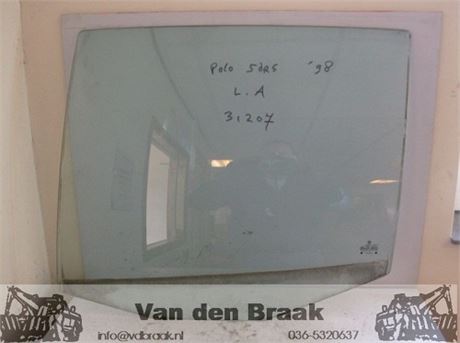 Polo 5drs '98
L.A
31207
Van den Braak
info@vdbraak.nl 036-5320637